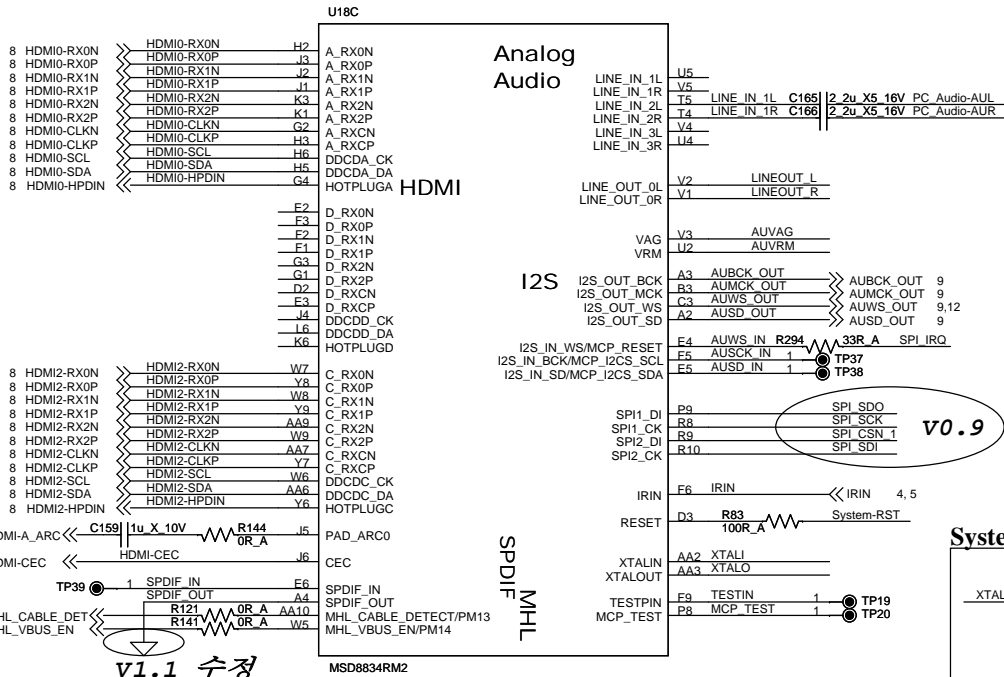 U18C
8 HDMI0-RX0N HDMI0-RX0N H2 A_RX0N
8 HDMI0-RX0P HDMI0-RX0P J3 A_RX0P
8 HDMI0-RX1N HDMI0-RX1N J2 A_RX1N
8 HDMI0-RX1P HDMI0-RX1P J1 A_RX1P
8 HDMI0-RX2N HDMI0-RX2N K3 A_RX2N
8 HDMI0-RX2P HDMI0-RX2P K1 A_RX2P
8 HDMI0-CLKN HDMI0-CLKN G2 A_RXCN
8 HDMI0-CLKP HDMI0-CLKP H3 A_RXCP
8 HDMI0-SCL HDMI0-SCL H6 DDCDA_CK
8 HDMI0-SDA HDMI0-SDA H5 DDCDA_DA
8 HDMI0-HPDIN HDMI0-HPDIN G4 HOTPLUGA
HDMI
E2 D_RX0N
F3 D_RX0P
F2 D_RX1N
F1 D_RX1P
G3 D_RX2N
G1 D_RX2P
D2 D_RXCN
E3 D_RXCP
J4 DDCDD_CK
L6 DDCDD_DA
K6 HOTPLUGD
8 HDMI2-RX0N HDMI2-RX0N W7 C_RX0N
8 HDMI2-RX0P HDMI2-RX0P Y8 C_RX0P
8 HDMI2-RX1N HDMI2-RX1N W8 C_RX1N
8 HDMI2-RX1P HDMI2-RX1P Y9 C_RX1P
8 HDMI2-RX2N HDMI2-RX2N AA9 C_RX2N
8 HDMI2-RX2P HDMI2-RX2P W9 C_RX2P
8 HDMI2-CLKN HDMI2-CLKN AA7 C_RXCN
8 HDMI2-CLKP HDMI2-CLKP Y7 C_RXCP
8 HDMI2-SCL HDMI2-SCL W6 DDCDC_CK
8 HDMI2-SDA HDMI2-SDA AA6 DDCDC_DA
8 HDMI2-HPDIN HDMI2-HPDIN Y6 HOTPLUGC
DMI-A_ARC C159 1u_X_10V R144 0R_A J5 PAD_ARC0
DMI-CEC HDMI-CEC J6 CEC
TP39 1 SPDIF_IN E6 SPDIF_IN
SPDIF_OUT A4 SPDIF_OUT
HL_CABLE_DET R121 0R_A AA10 MHL_CABLE_DETECT/PM13
HL_VBUS_EN R141 0R_A W5 MHL_VBUS_EN/PM14
V1.1 수정
SPDIF
MHL
MSD8834RM2
Analog
Audio
LINE_IN_1L U5
LINE_IN_1R V5
LINE_IN_2L T5 LINE_IN_1L C165 2_2u_X5_16V PC_Audio-AUL
LINE_IN_2R T4 LINE_IN_1R C166 2_2u_X5_16V PC_Audio-AUR
LINE_IN_3L V4
LINE_IN_3R U4
LINE_OUT_0L V2 LINEOUT_L
LINE_OUT_0R V1 LINEOUT_R
VAG V3 AUVAG
VRM U2 AUVRM
I2S
I2S_OUT_BCK A3 AUBCK_OUT AUBCK_OUT 9
I2S_OUT_MCK B3 AUMCK_OUT AUMCK_OUT 9
I2S_OUT_WS C3 AUWS_OUT AUWS_OUT 9,12
I2S_OUT_SD A2 AUSD_OUT AUSD_OUT 9
I2S_IN_WS/MCP_RESET E4 AUWS_IN R294 33R_A SPI_IRQ
I2S_IN_BCK/MCP_I2CS_SCL F5 AUSCK_IN 1 TP37
I2S_IN_SD/MCP_I2CS_SDA E5 AUSD_IN 1 TP38
SPI1_DI P9 SPI_SDO
SPI1_CK R8 SPI_SCK
SPI2_DI R9 SPI_CSN_1
SPI2_CK R10 SPI_SDI
V0.9
IRIN F6 IRIN IRIN 4, 5
RESET D3 R83 100R_A System-RST
XTALIN AA2 XTALI
XTALOUT AA3 XTALO
TESTPIN F9 TESTIN 1 TP19
MCP_TEST P8 MCP_TEST 1 TP20
Syste
XTAL